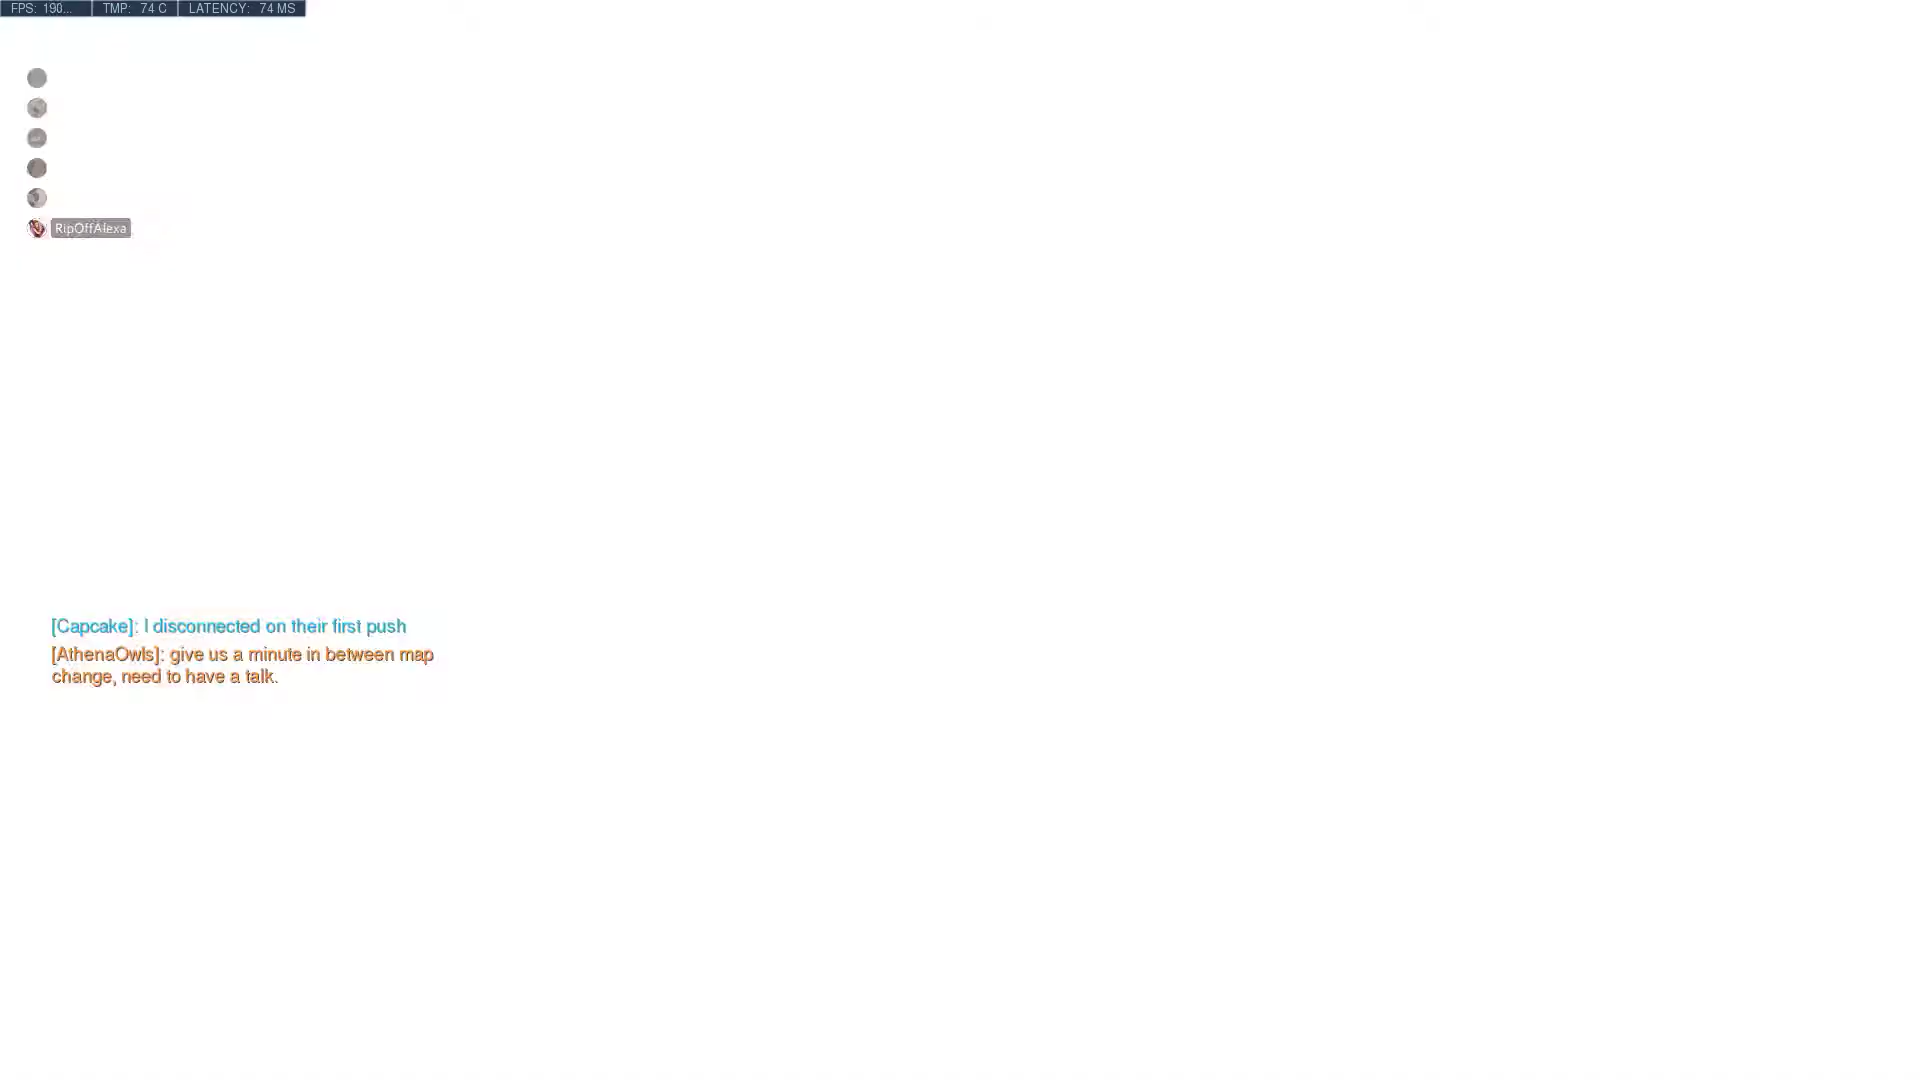 FPS: 190... TMP: 74 C LATENCY: 74 MS
RipOffAlexa
[Capcake]: I disconnected on their first push
[AthenaOwls]: give us a minute in between map
change, need to have a talk.